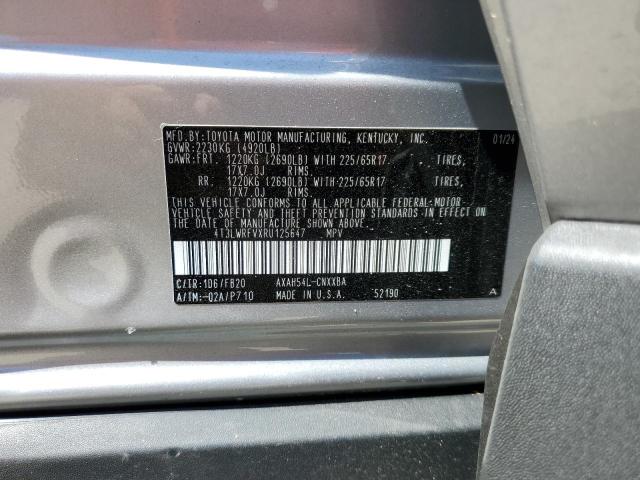 MFD.BY:TOYOTA MOTOR MANUFACTURING, KENTUCKY, INC. 01/24
GVWR:2230KG (4920LB)
GAWR:FRT. 1220KG (2690LB) WITH 225/65R17 TIRES,
17X7.0J RIMS.
RR. 1220KG (2690LB) WITH 225/65R17 TIRES,
17X7.0J RIMS.
THIS VEHICLE CONFORMS TO ALL APPLICABLE FEDERAL MOTOR
VEHICLE SAFETY AND BUMPER STANDARDS IN EFFECT ON
THE DATE OF MANUFACTURE SHOWN ABOVE.
4T3LWRFVXRU125647 MPV
C/TR:1D6/FB20 AXAH54L-CNXXBA
A/TM:-02A/P710 MADE IN U.S.A. 52190 A